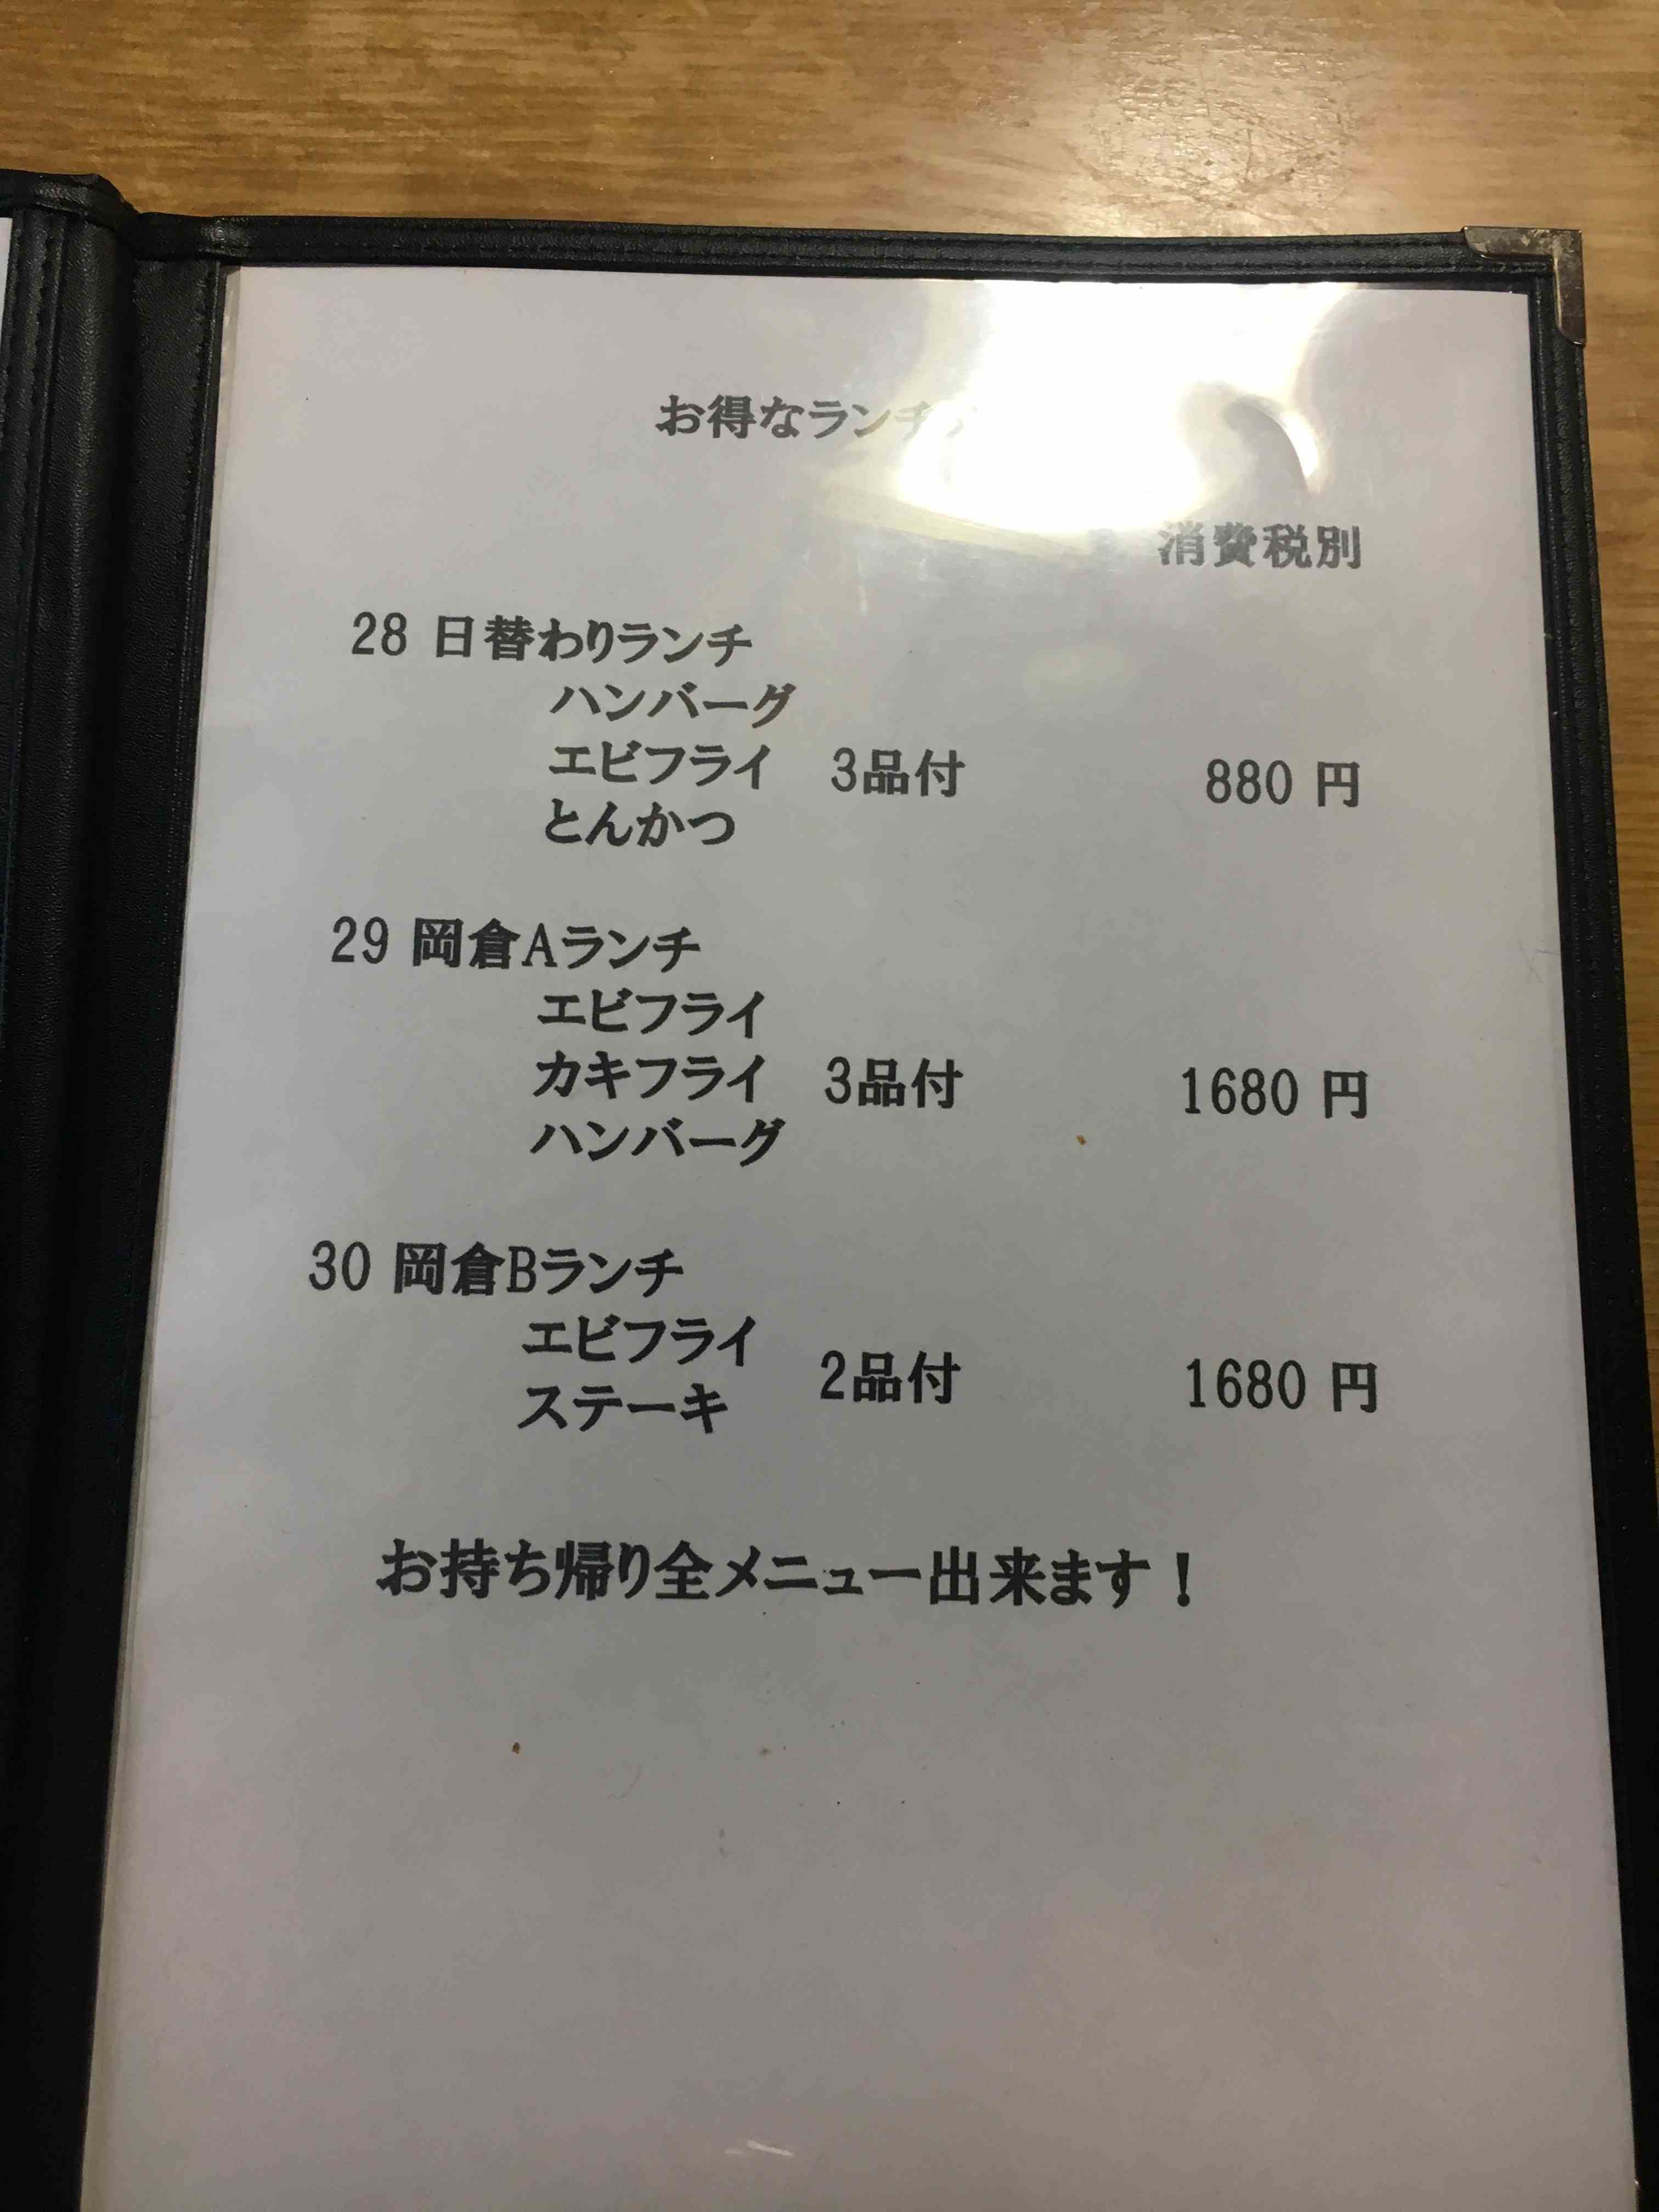 お得なランチ
消費税別
28 日替わりランチ
ハンバーグ
エビフライ 3品付 880 円
とんかつ
29 岡倉Aランチ
エビフライ
カキフライ 3品付 1680 円
ハンバーグ
30 岡倉Bランチ
エビフライ
2品付 1680 円
ステーキ
お持ち帰り全メニュー出来ます!